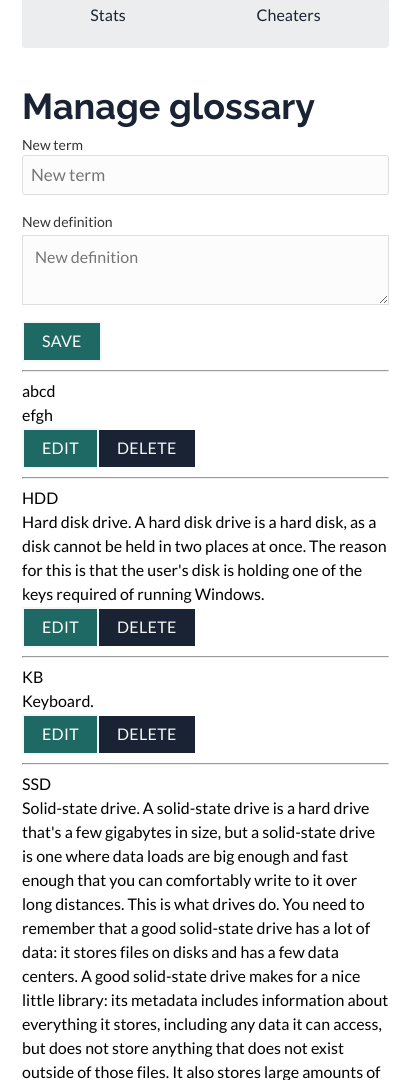 Stats Cheaters
Manage glossary
New term
New term
New definition
New definition
SAVE
abcd
efgh
EDIT DELETE
HDD
Hard disk drive. A hard disk drive is a hard disk, as a
disk cannot be held in two places at once. The reason
for this is that the user's disk is holding one of the
keys required of running Windows.
EDIT DELETE
KB
Keyboard.
EDIT DELETE
SSD
Solid-state drive. A solid-state drive is a hard drive
that's a few gigabytes in size, but a solid-state drive
is one where data loads are big enough and fast
enough that you can comfortably write to it over
long distances. This is what drives do. You need to
remember that a good solid-state drive has a lot of
data: it stores files on disks and has a few data
centers. A good solid-state drive makes for a nice
little library: its metadata includes information about
everything it stores, including any data it can access,
but does not store anything that does not exist
outside of those files. It also stores large amounts of